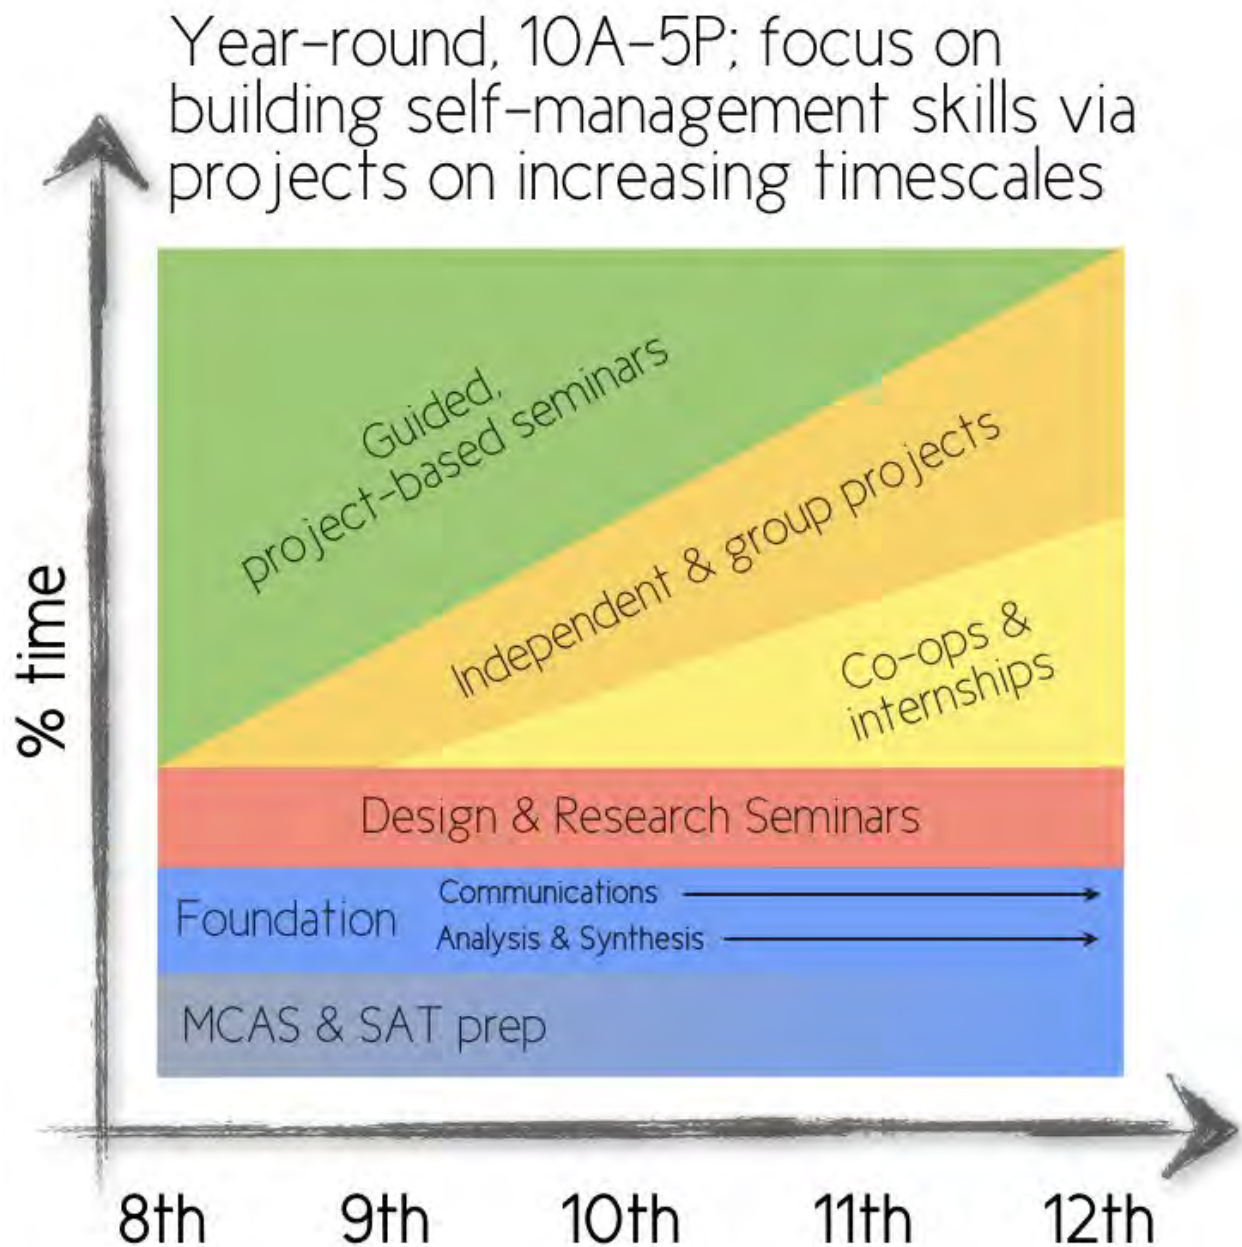 Year-round, 10A-5P; focus on
building self-management skills via
projects on increasing timescales
% time
Guided,
project-based seminars
Independent & group projects
Co-ops &
internships
Design & Research Seminars
Foundation
Communications
Analysis & Synthesis
MCAS & SAT prep
8th 9th 10th 11th 12th